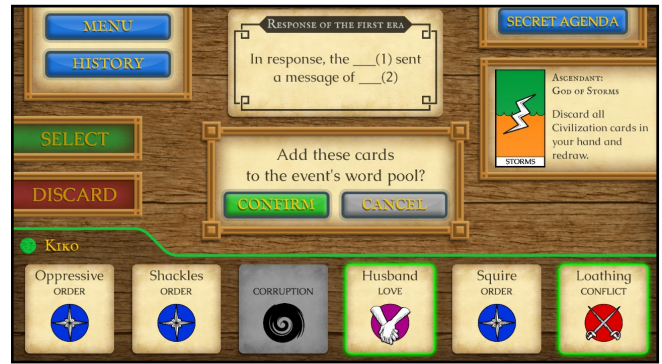 MENU
HISTORY
RESPONSE OF THE FIRST ERA
In response, the ___(1) sent
a message of ___(2)
SECRET AGENDA
ASCENDANT:
GOD OF STORMS
Discard all
Civilization cards in
your hand and
redraw.
STORMS
SELECT
DISCARD
Add these cards
to the event's word pool?
CONFIRM
CANCEL
KIKO
Oppressive
ORDER
Shackles
ORDER
CORRUPTION
Husband
LOVE
Squire
ORDER
Loathing
CONFLICT